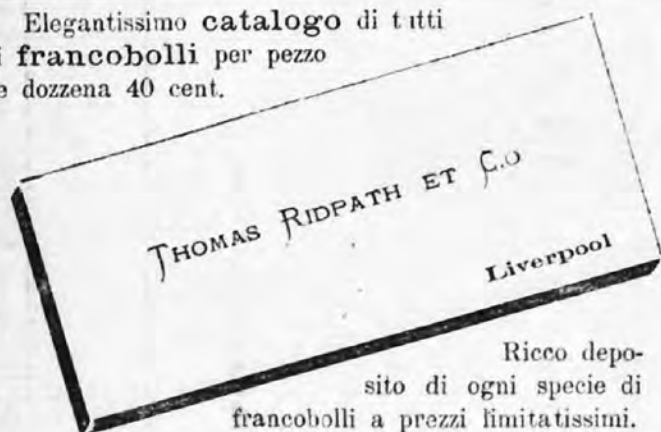 Elegantissimo catalogo di tutti
i francobolli per pezzo
e dozzena 40 cent.
THOMAS RIDPATH ET C.o
Liverpool
Ricco depo-
sito di ogni specie di
francobolli a prezzi limitatissimi.